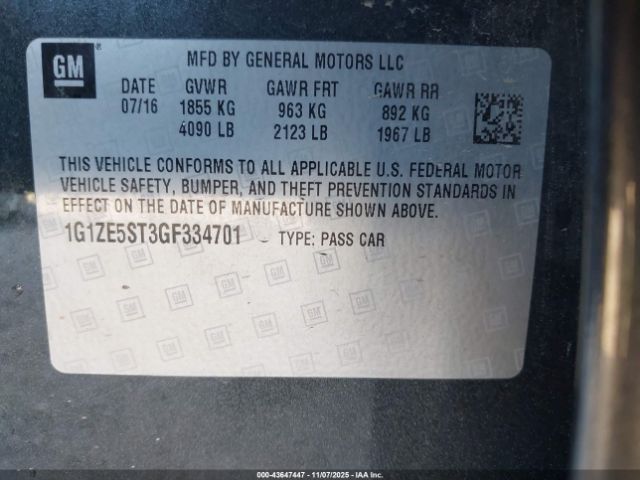 GM
MFD BY GENERAL MOTORS LLC
DATE GVWR GAWR FRT GAWR RR
07/16 1855 KG 963 KG 892 KG
4090 LB 2123 LB 1967 LB
THIS VEHICLE CONFORMS TO ALL APPLICABLE U.S. FEDERAL MOTOR
VEHICLE SAFETY, BUMPER, AND THEFT PREVENTION STANDARDS IN
EFFECT ON THE DATE OF MANUFACTURE SHOWN ABOVE.
1G1ZE5ST3GF334701 TYPE: PASS CAR
00-43647447 - 11/07/2025 - IAA Inc.